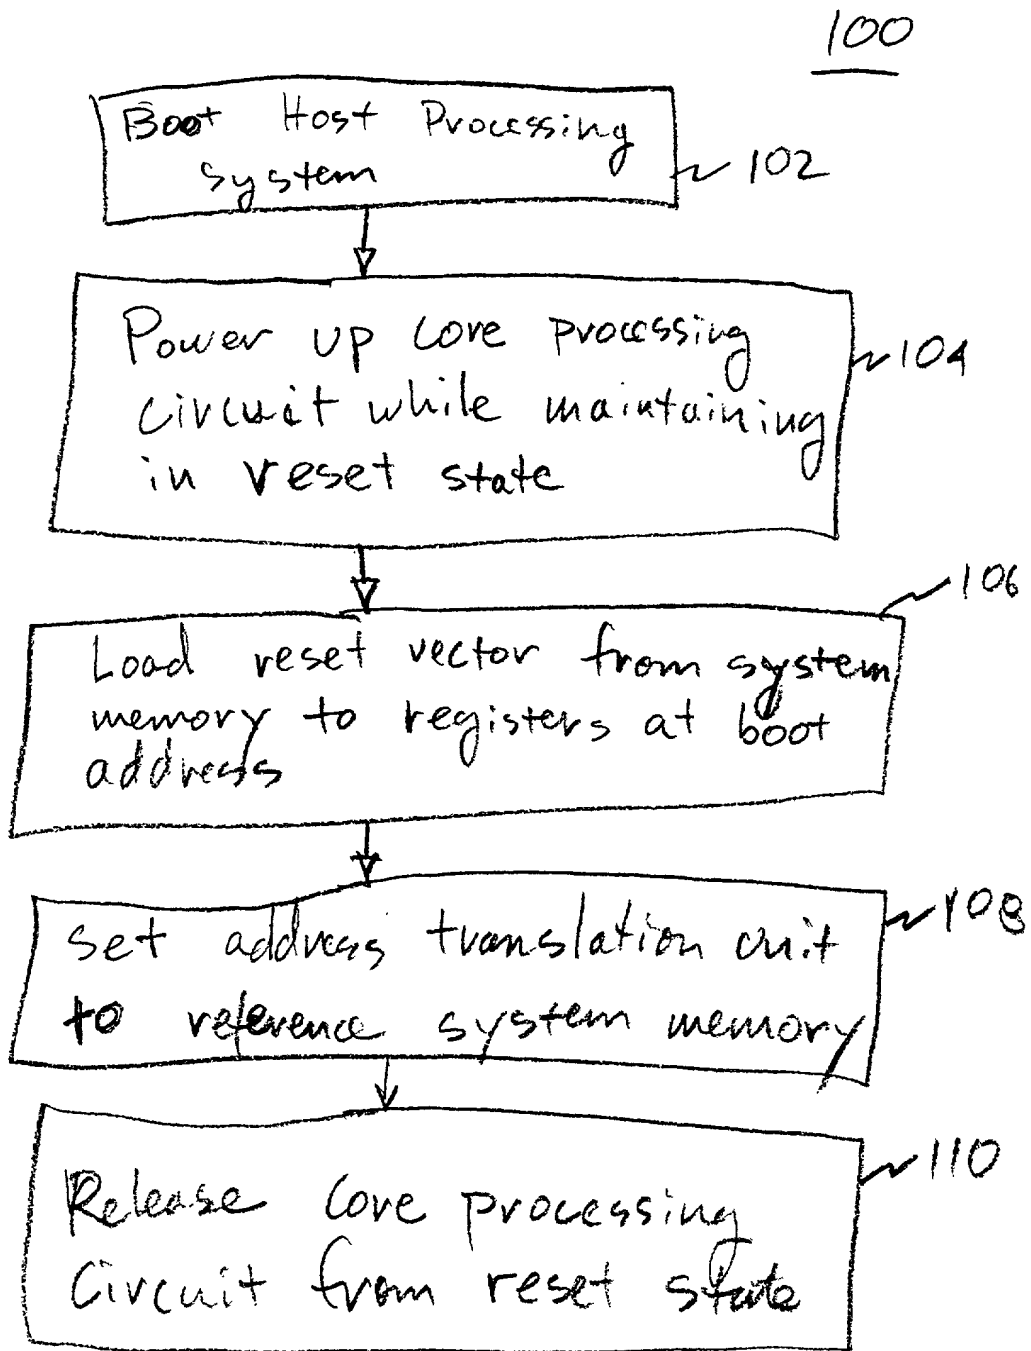 100
Boot Host Processing
system
102
Power up core processing
circuit while maintaining
in reset state
104
106
Load reset vector from system
memory to registers at boot
address
set address translation unit
to reference system memory
108
Release core processing
circuit from reset state
110